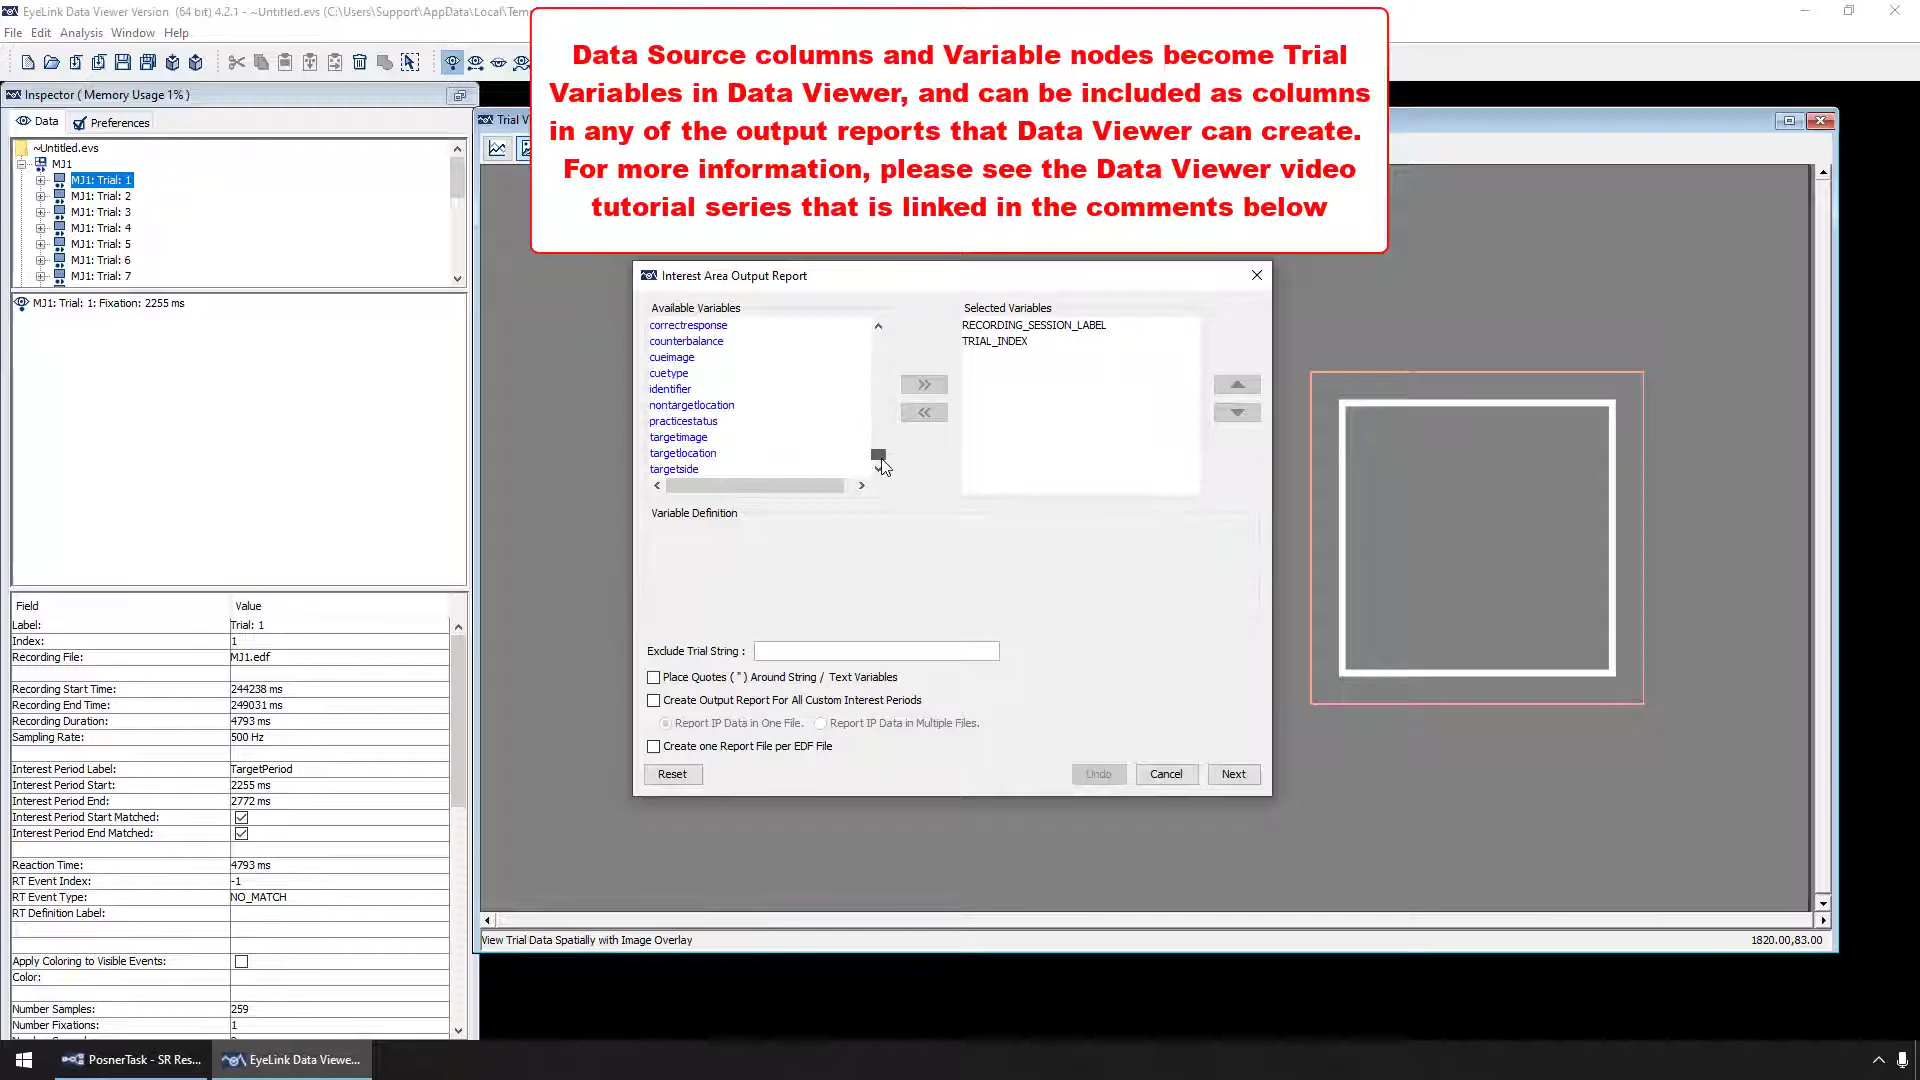 EyeLink Data Viewer Version (64 bit) 4.2.1 - ~Untitled.evs (C:\Users\Support\AppData\Local\Tem
File Edit Analysis Window Help
Data Source columns and Variable nodes become Trial
Variables in Data Viewer, and can be included as columns
in any of the output reports that Data Viewer can create.
For more information, please see the Data Viewer video
tutorial series that is linked in the comments below
Inspector ( Memory Usage 1% )
Data Preferences
~Untitled.evs
MJ1
MJ1: Trial: 1
MJ1: Trial: 2
MJ1: Trial: 3
MJ1: Trial: 4
MJ1: Trial: 5
MJ1: Trial: 6
MJ1: Trial: 7
MJ1: Trial: 1: Fixation: 2255 ms
Field Value
Label: Trial: 1
Index: 1
Recording File: MJ1.edf
Recording Start Time: 244238 ms
Recording End Time: 249031 ms
Recording Duration: 4793 ms
Sampling Rate: 500 Hz
Interest Period Label: TargetPeriod
Interest Period Start: 2255 ms
Interest Period End: 2772 ms
Interest Period Start Matched:
Interest Period End Matched:
Reaction Time: 4793 ms
RT Event Index: -1
RT Event Type: NO_MATCH
RT Definition Label:
Apply Coloring to Visible Events:
Color:
Number Samples: 259
Number Fixations: 1
Trial V
Interest Area Output Report
Available Variables
correctresponse
counterbalance
cueimage
cuetype
identifier
nontargetlocation
practicestatus
targetimage
targetlocation
targetside
Selected Variables
RECORDING_SESSION_LABEL
TRIAL_INDEX
>>
<<
Variable Definition
Exclude Trial String :
Place Quotes ( " ) Around String / Text Variables
Create Output Report For All Custom Interest Periods
Report IP Data in One File. Report IP Data in Multiple Files.
Create one Report File per EDF File
Reset Undo Cancel Next
View Trial Data Spatially with Image Overlay 1820.00,83.00
PosnerTask - SR Res... EyeLink Data Viewe...